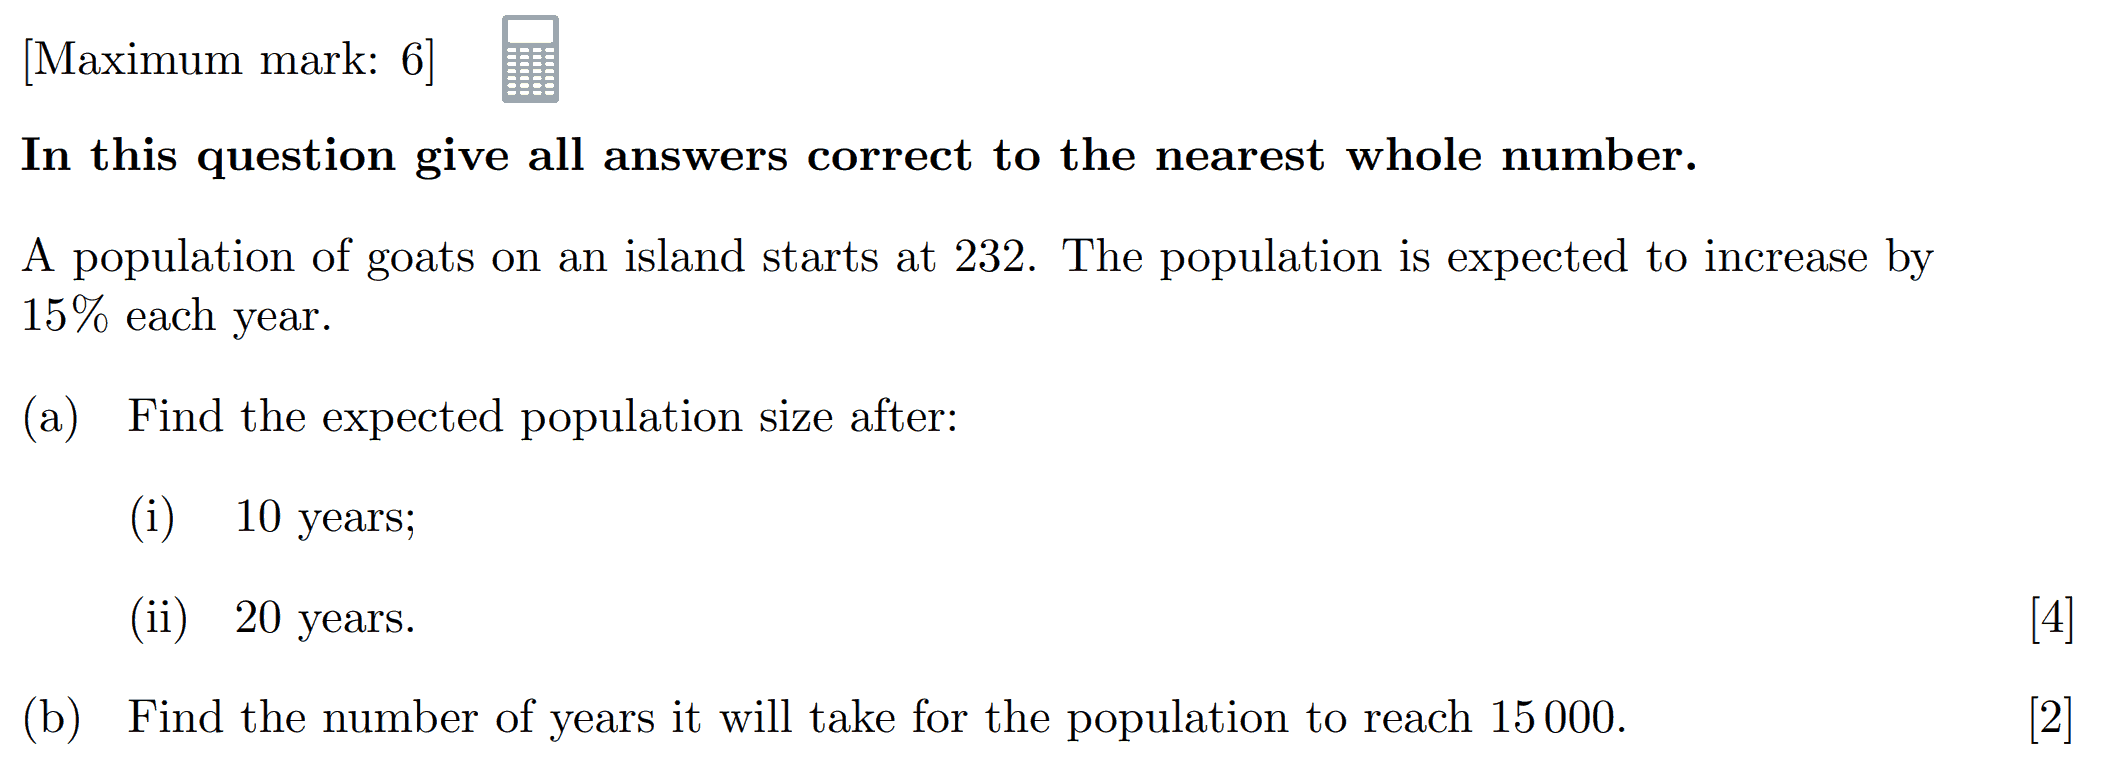 [Maximum mark: 6]
In this question give all answers correct to the nearest whole number.
A population of goats on an island starts at 232. The population is expected to increase by
15% each year.
(a) Find the expected population size after:
(i) 10 years;
(ii) 20 years. [4]
(b) Find the number of years it will take for the population to reach 15 000. [2]